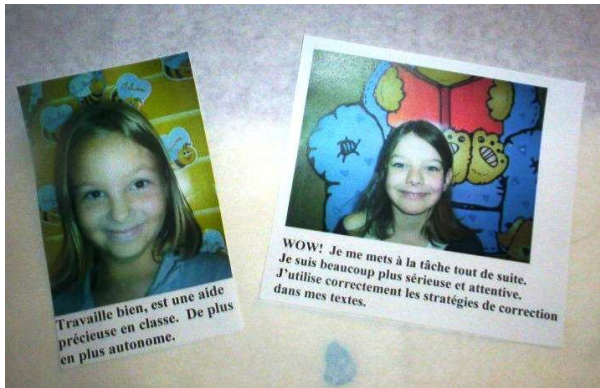 Travaille bien, est une aide
précieuse en classe. De plus
en plus autonome.
WOW! Je me mets à la tâche tout de suite.
Je suis beaucoup plus sérieuse et attentive.
J'utilise correctement les stratégies de correction
dans mes textes.